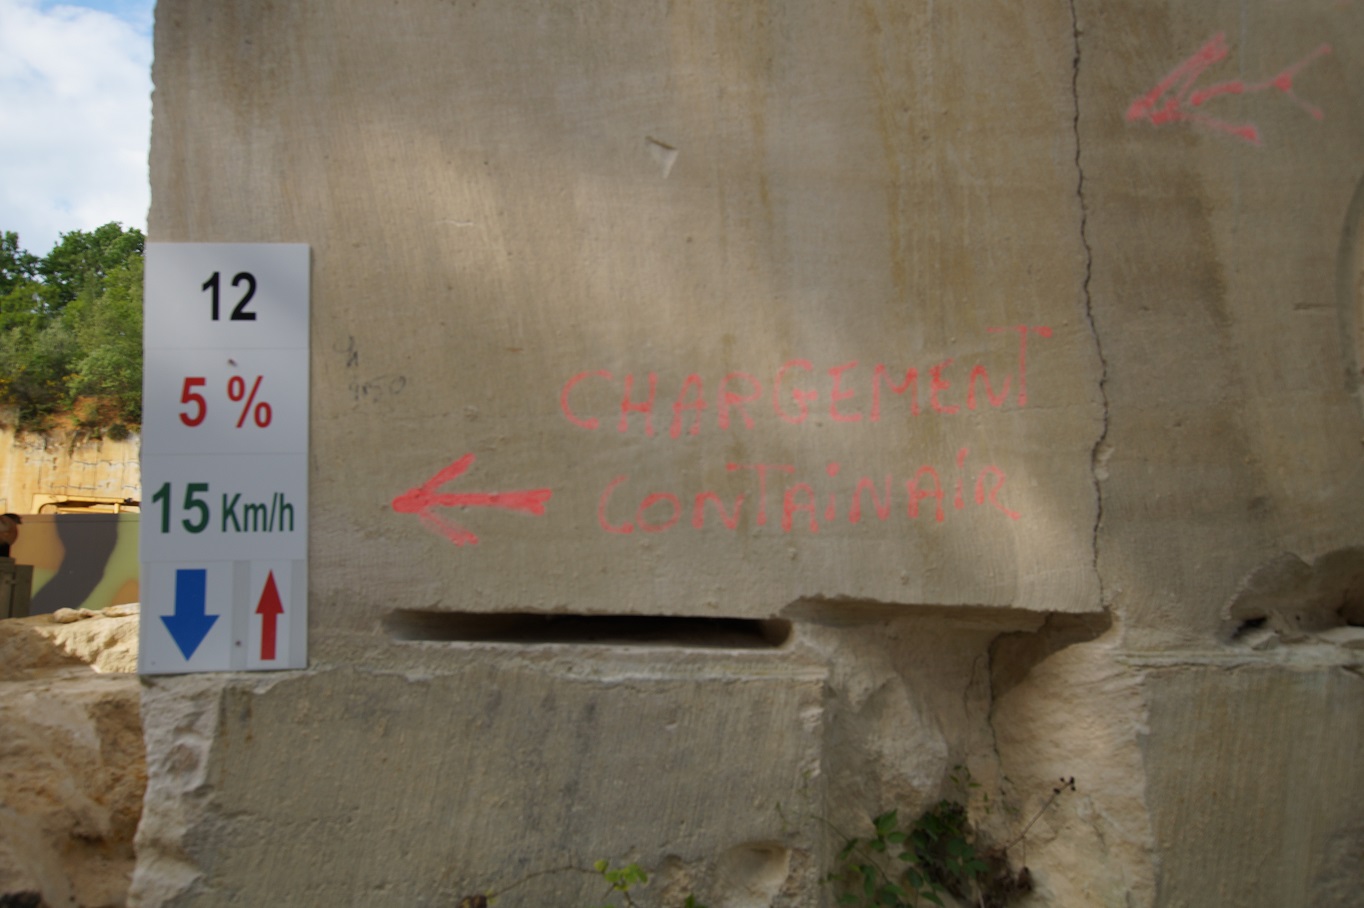 12
5 %
15 Km/h
CHARGEMENT
CONTAINAIR